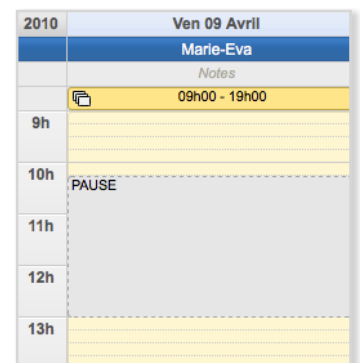 2010 Ven 09 Avril
Marie-Eva
Notes
09h00 - 19h00
9h
10h
PAUSE
11h
12h
13h